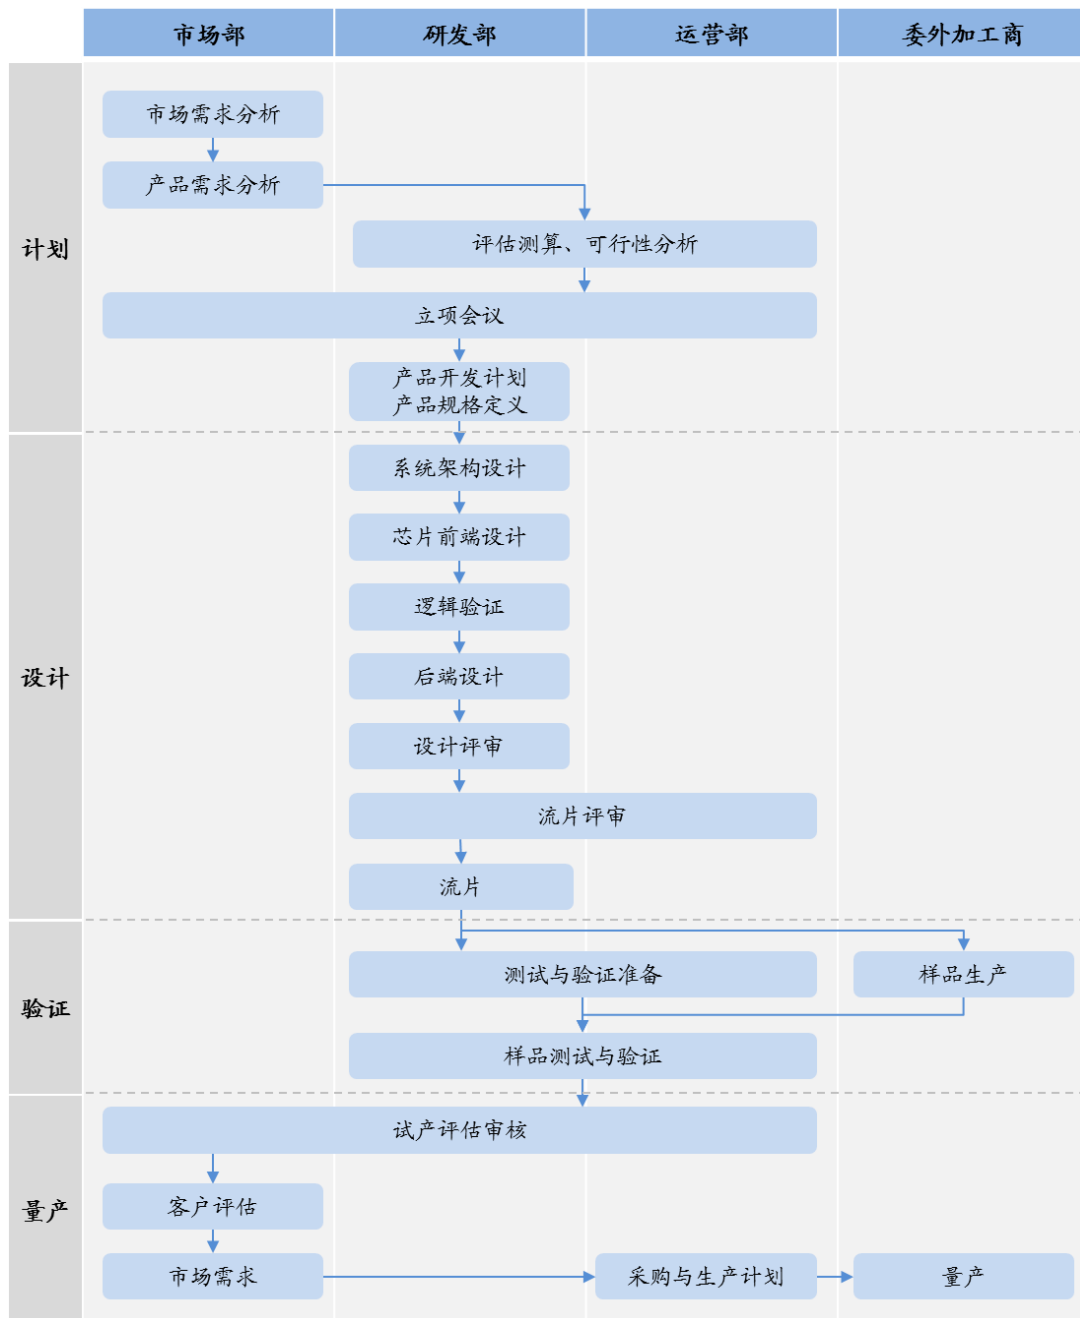 市场部
研发部
运营部
委外加工商
计划
市场需求分析
产品需求分析
评估测算、可行性分析
立项会议
产品开发计划
产品规格定义
设计
系统架构设计
芯片前端设计
逻辑验证
后端设计
设计评审
流片评审
流片
验证
测试与验证准备
样品生产
样品测试与验证
量产
试产评估审核
客户评估
市场需求
采购与生产计划
量产